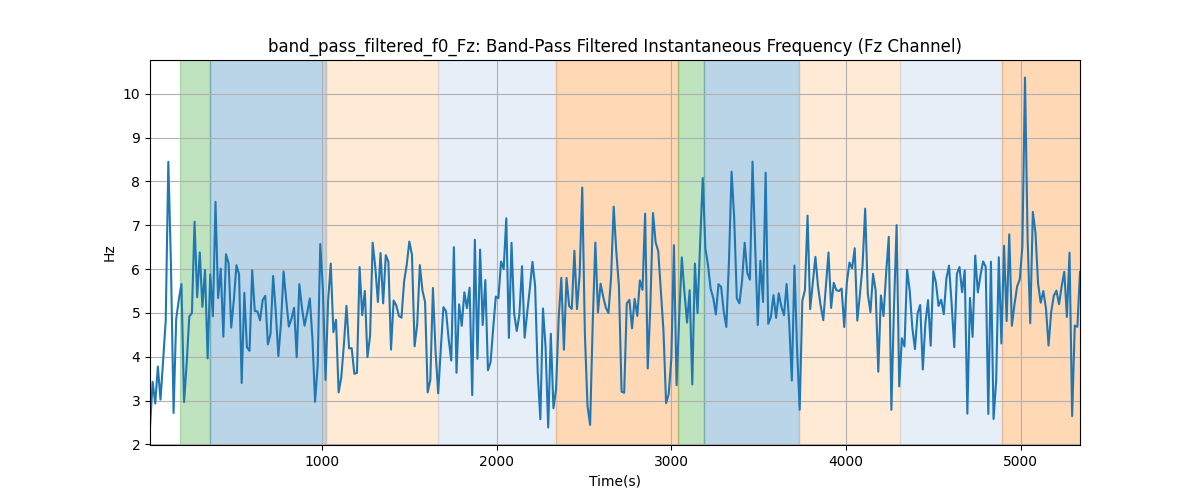 band_pass_filtered_f0_Fz: Band-Pass Filtered Instantaneous Frequency (Fz Channel)
10
9
8
7
6
5
4
3
2
Hz
1000 2000 3000 4000 5000
Time(s)